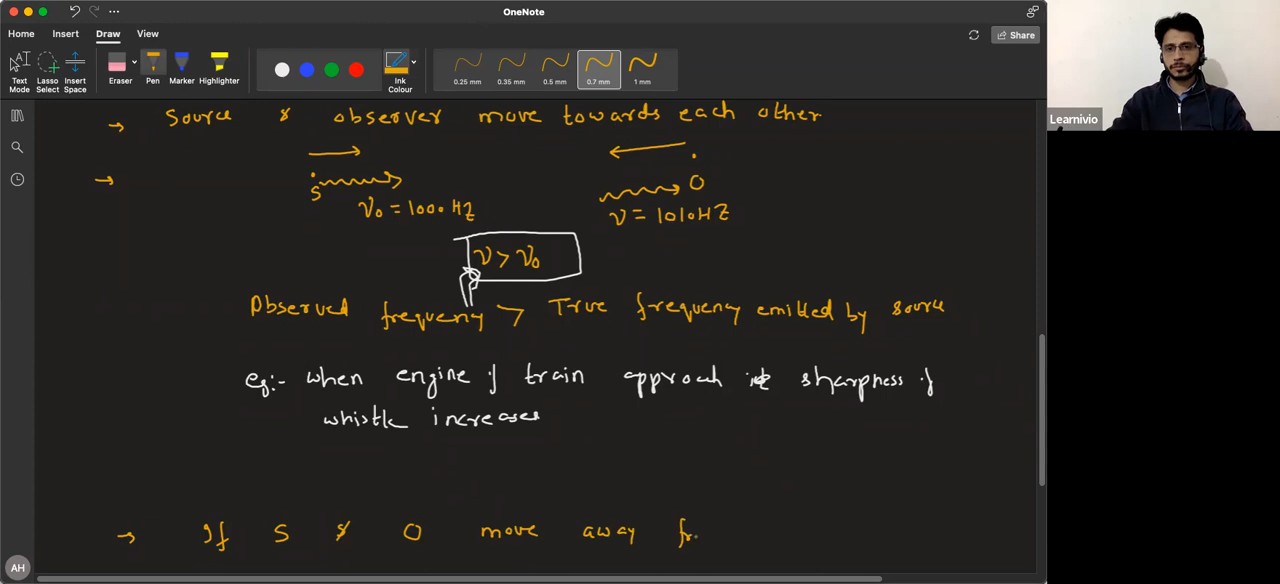 OneNote
Home Insert Draw View
Share
Text Mode
Lasso Select
Insert Space
Eraser
Pen
Marker
Highlighter
Ink Colour
0.25 mm
0.35 mm
0.5 mm
0.7 mm
1 mm
Learnivio
→ Source & observer move towards each other
→ S O
ν₀ = 1000 HZ ν = 1010 HZ
ν > ν₀
Observed frequency > True frequency emitted by source
eg:- when engine of train approach sharpness of
whistle increases
→ If S & O move away fr
AH